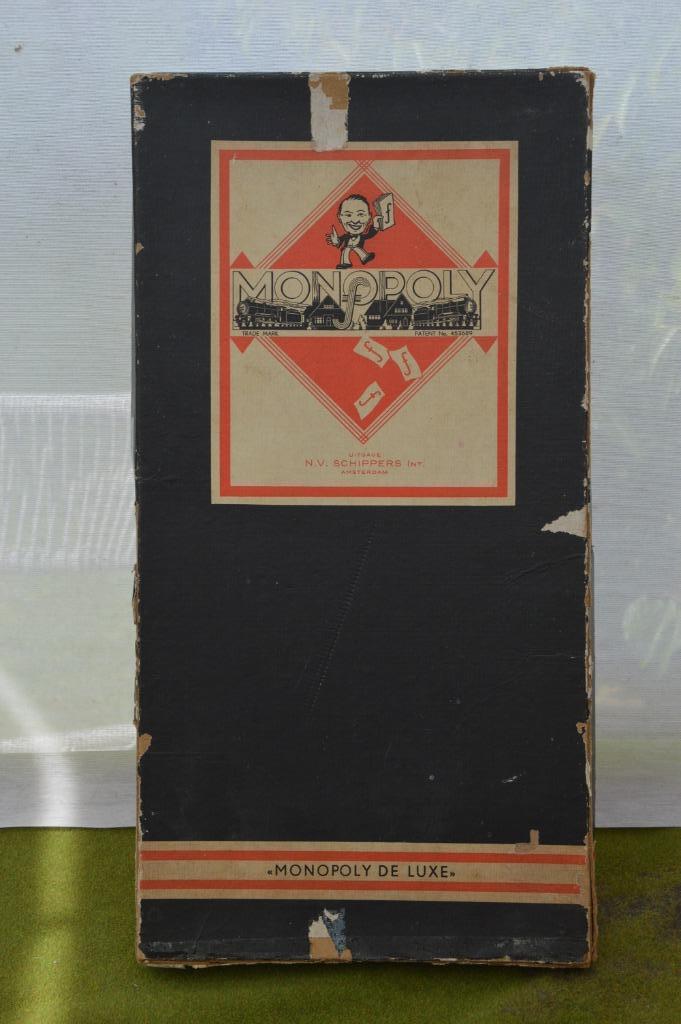 f
MONOPOLY
TRADE MARK PATENT No. 453689
f
f
f
UITGAVE
N.V. SCHIPPERS INT.
AMSTERDAM
«MONOPOLY DE LUXE»